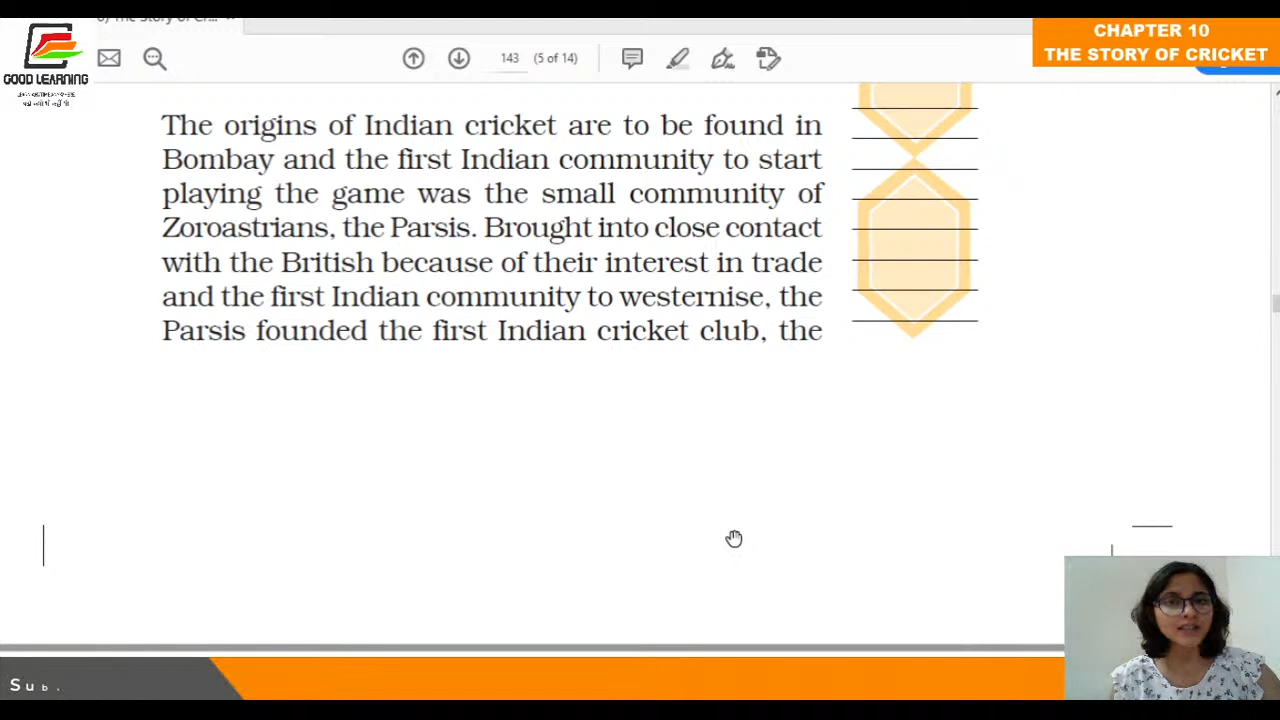 CHAPTER 10
THE STORY OF CRICKET
GOOD LEARNING
143 (5 of 14)
The origins of Indian cricket are to be found in
Bombay and the first Indian community to start
playing the game was the small community of
Zoroastrians, the Parsis. Brought into close contact
with the British because of their interest in trade
and the first Indian community to westernise, the
Parsis founded the first Indian cricket club, the
Sub.